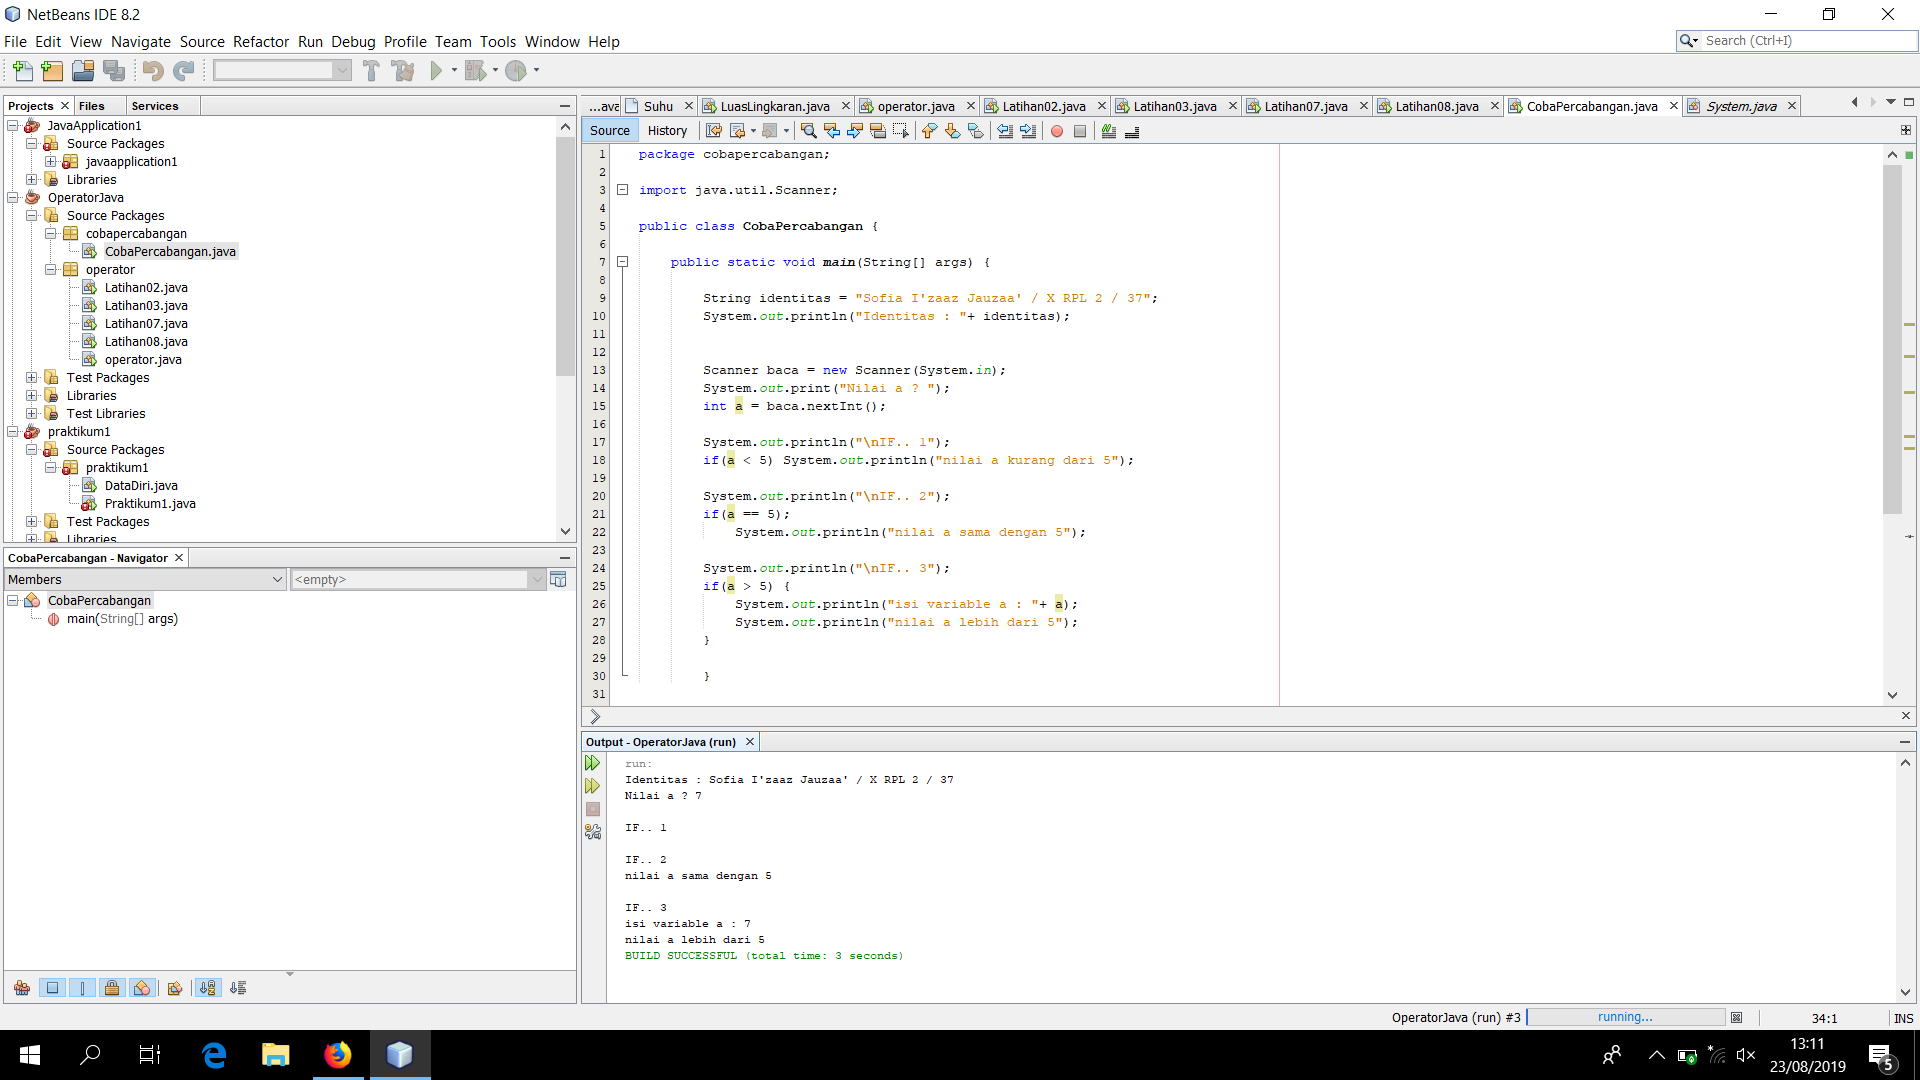 NetBeans IDE 8.2
File Edit View Navigate Source Refactor Run Debug Profile Team Tools Window Help
Search (Ctrl+I)
Projects Files Services
JavaApplication1
Source Packages
javaapplication1
Libraries
OperatorJava
Source Packages
cobapercabangan
CobaPercabangan.java
operator
Latihan02.java
Latihan03.java
Latihan07.java
Latihan08.java
operator.java
Test Packages
Libraries
Test Libraries
praktikum1
Source Packages
praktikum1
DataDiri.java
Praktikum1.java
Test Packages
Libraries
CobaPercabangan - Navigator
Members <empty>
CobaPercabangan
main(String[] args)
...ava Suhu LuasLingkaran.java operator.java Latihan02.java Latihan03.java Latihan07.java Latihan08.java CobaPercabangan.java System.java
Source History
1 package cobapercabangan;
2
3 import java.util.Scanner;
4
5 public class CobaPercabangan {
6
7 public static void main(String[] args) {
8
9 String identitas = "Sofia I'zaaz Jauzaa' / X RPL 2 / 37";
10 System.out.println("Identitas : "+ identitas);
11
12
13 Scanner baca = new Scanner(System.in);
14 System.out.print("Nilai a ? ");
15 int a = baca.nextInt();
16
17 System.out.println("\nIF.. 1");
18 if(a < 5) System.out.println("nilai a kurang dari 5");
19
20 System.out.println("\nIF.. 2");
21 if(a == 5);
22 System.out.println("nilai a sama dengan 5");
23
24 System.out.println("\nIF.. 3");
25 if(a > 5) {
26 System.out.println("isi variable a : "+ a);
27 System.out.println("nilai a lebih dari 5");
28 }
29
30 }
31
Output - OperatorJava (run)
run:
Identitas : Sofia I'zaaz Jauzaa' / X RPL 2 / 37
Nilai a ? 7
IF.. 1
IF.. 2
nilai a sama dengan 5
IF.. 3
isi variable a : 7
nilai a lebih dari 5
BUILD SUCCESSFUL (total time: 3 seconds)
OperatorJava (run) #3 running... 34:1 INS
13:11
23/08/2019
5